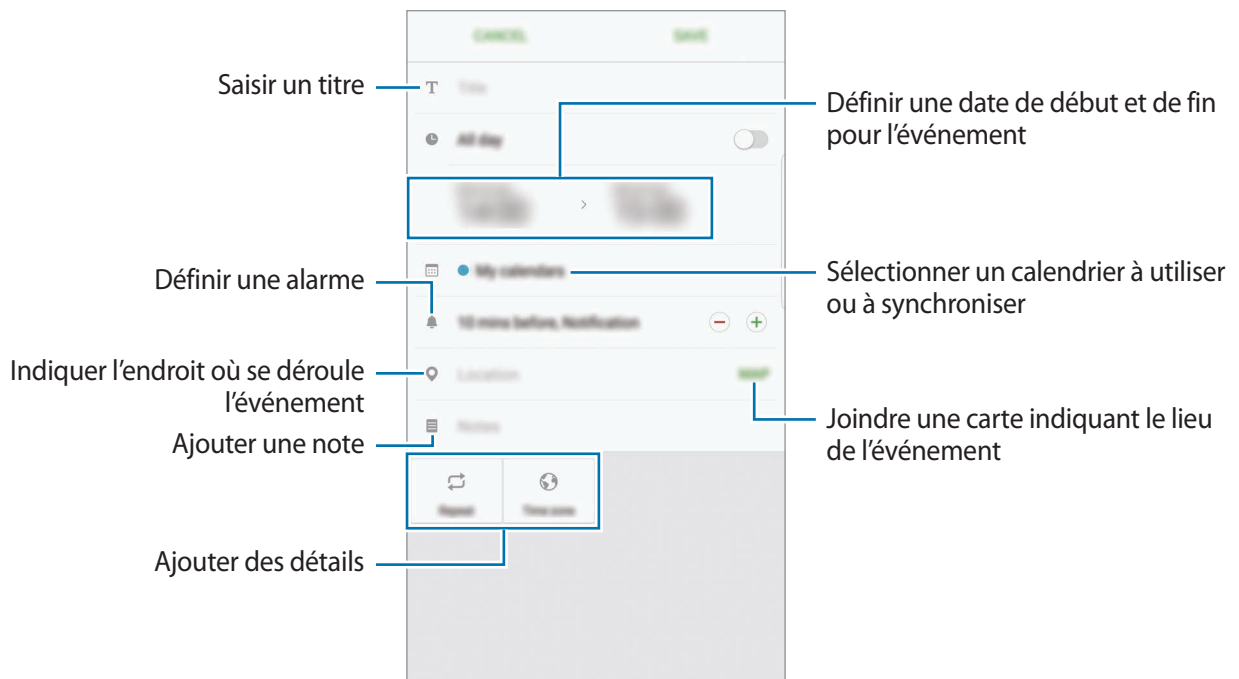 CANCEL
SAVE
Saisir un titre
T
Title
Définir une date de début et de fin
pour l'événement
All day
Définir une alarme
My calendars
Sélectionner un calendrier à utiliser
ou à synchroniser
10 mins before, Notification
Indiquer l'endroit où se déroule
l'événement
Location
MAP
Joindre une carte indiquant le lieu
de l'événement
Ajouter une note
Notes
Repeat
Time zone
Ajouter des détails